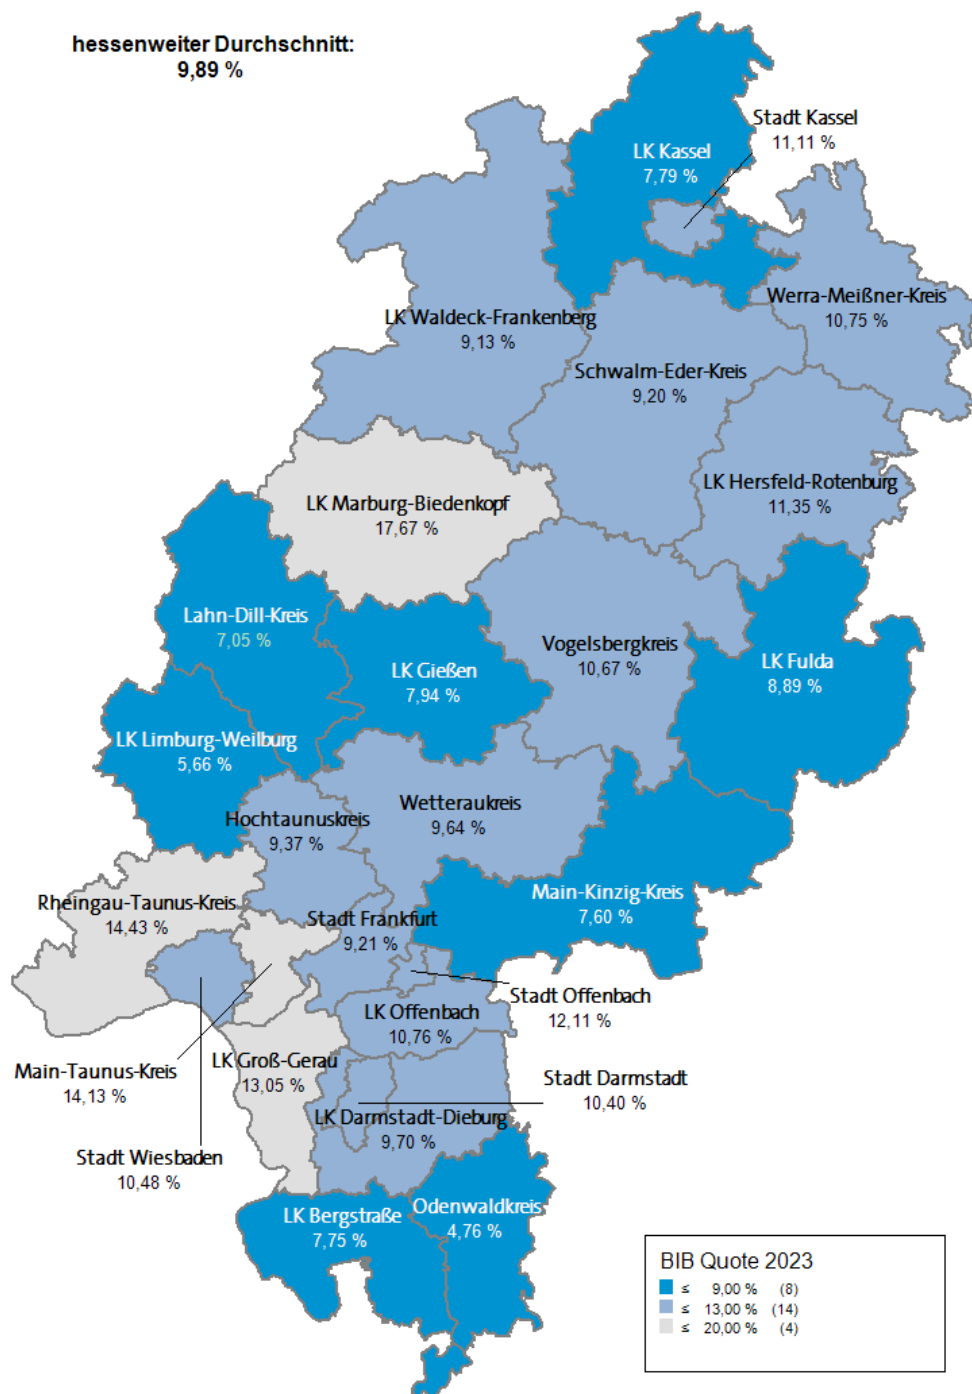 hessenweiter Durchschnitt:
9,89 %
Stadt Kassel
11,11 %
LK Kassel
7,79 %
Werra-Meißner-Kreis
10,75 %
LK Waldeck-Frankenberg
9,13 %
Schwalm-Eder-Kreis
9,20 %
LK Hersfeld-Rotenburg
11,35 %
LK Marburg-Biedenkopf
17,67 %
Lahn-Dill-Kreis
7,05 %
Vogelsbergkreis
10,67 %
LK Gießen
7,94 %
LK Fulda
8,89 %
LK Limburg-Weilburg
5,66 %
Wetteraukreis
9,64 %
Hochtaunuskreis
9,37 %
Main-Kinzig-Kreis
7,60 %
Rheingau-Taunus-Kreis
14,43 %
Stadt Frankfurt
9,21 %
Stadt Offenbach
12,11 %
LK Offenbach
10,76 %
Main-Taunus-Kreis
14,13 %
LK Groß-Gerau
13,05 %
Stadt Darmstadt
10,40 %
LK Darmstadt-Dieburg
9,70 %
Stadt Wiesbaden
10,48 %
LK Bergstraße
7,75 %
Odenwaldkreis
4,76 %
BIB Quote 2023
≤ 9,00 % (8)
≤ 13,00 % (14)
≤ 20,00 % (4)